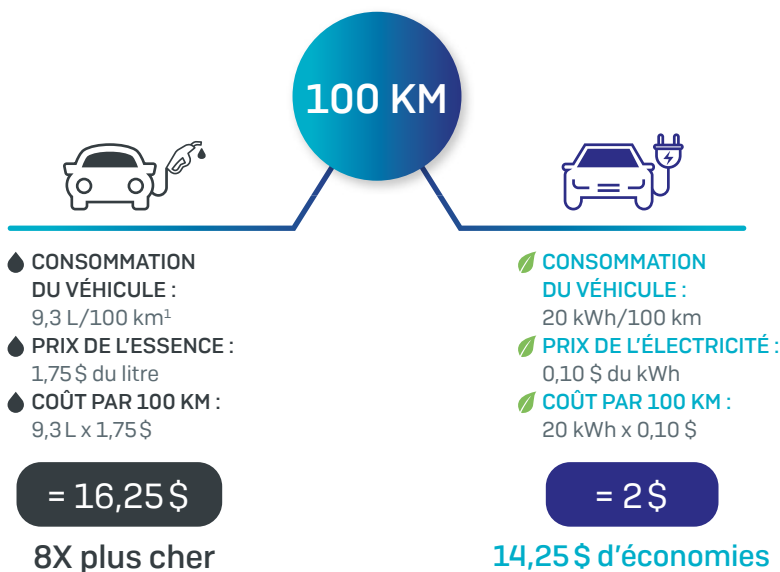 100 KM
CONSOMMATION
DU VÉHICULE :
9,3 L/100 km¹
PRIX DE L'ESSENCE :
1,75 $ du litre
COÛT PAR 100 KM :
9,3 L x 1,75 $
= 16,25 $
8X plus cher
CONSOMMATION
DU VÉHICULE :
20 kWh/100 km
PRIX DE L'ÉLECTRICITÉ :
0,10 $ du kWh
COÛT PAR 100 KM :
20 kWh x 0,10 $
= 2 $
14,25 $ d'économies